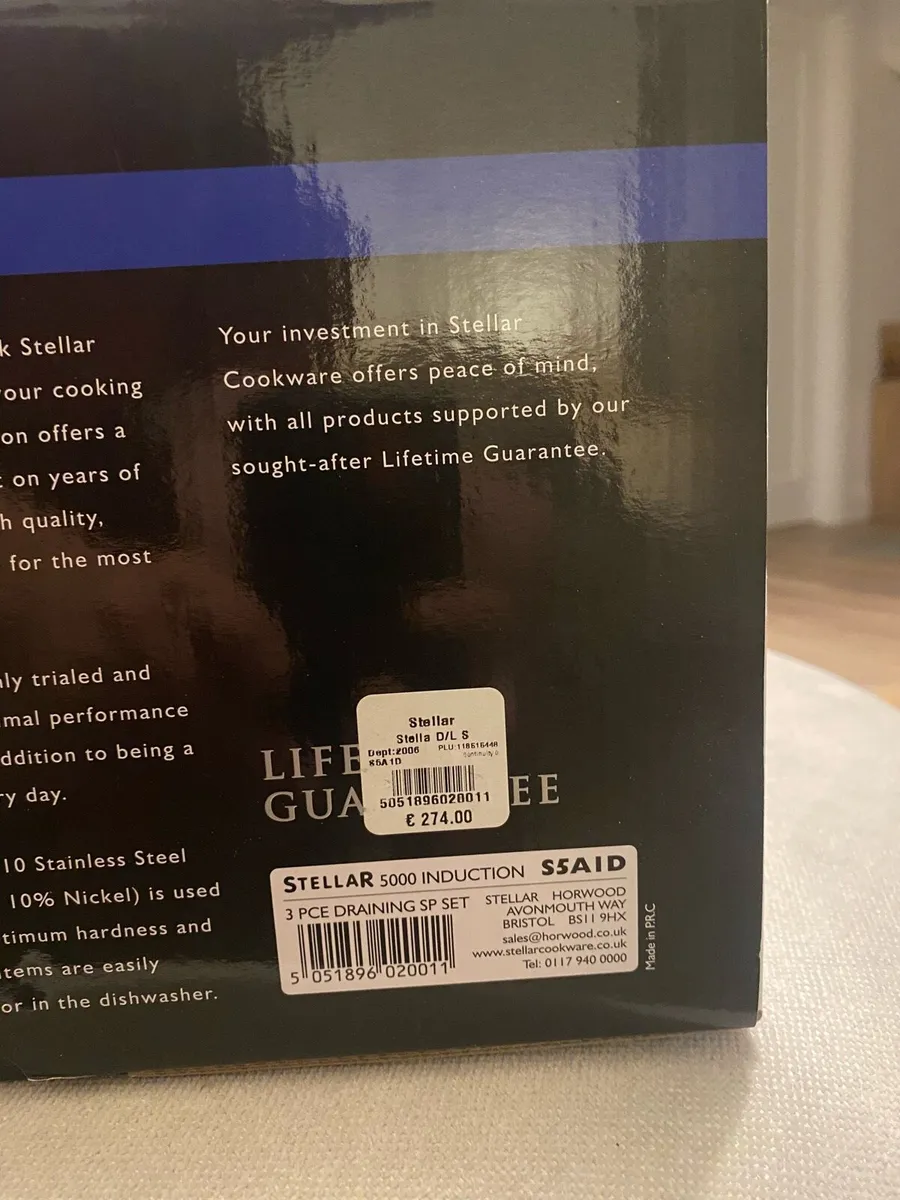 k Stellar
our cooking
on offers a
on years of
h quality,
for the most
ly trialed and
mal performance
ddition to being a
ry day.
10 Stainless Steel
10% Nickel) is used
timum hardness and
tems are easily
or in the dishwasher.
Your investment in Stellar
Cookware offers peace of mind,
with all products supported by our
sought-after Lifetime Guarantee.
LIFE
GUA EE
Stellar
Stella D/L S
Dept:2006 PLU:118616448
S5A1D
5051896020011
€ 274.00
STELLAR 5000 INDUCTION S5A1D
3 PCE DRAINING SP SET
STELLAR HORWOOD
AVONMOUTH WAY
BRISTOL BS11 9HX
sales@horwood.co.uk
www.stellarcookware.co.uk
Tel: 0117 940 0000
5 051896 020011
Made in P.R.C